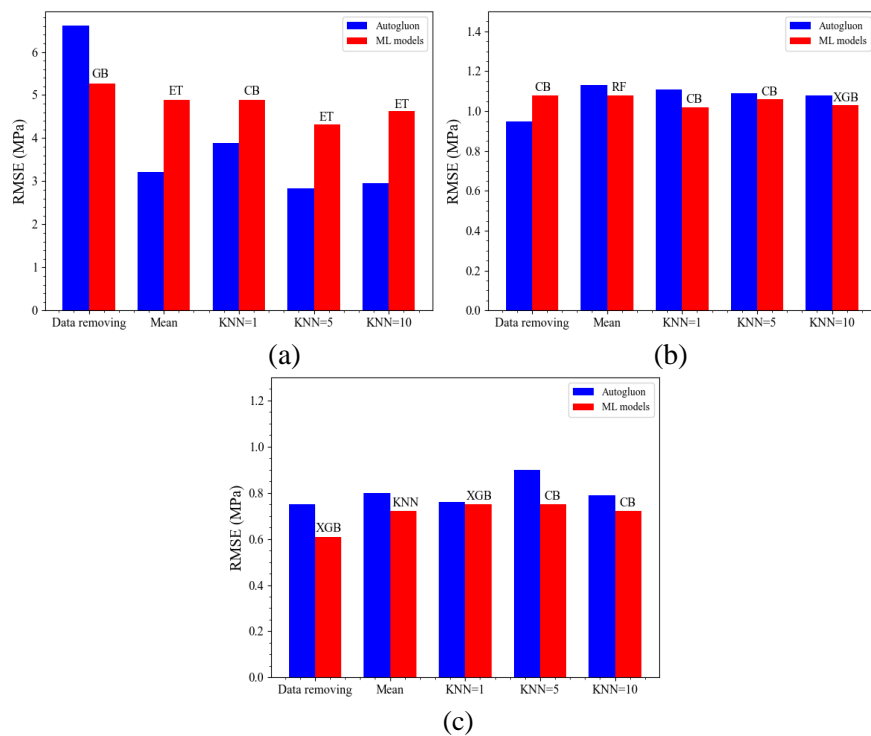 Autogluon
ML models
RMSE (MPa)
6
5
4
3
2
1
0
GB
ET
CB
ET
ET
Data removing Mean KNN=1 KNN=5 KNN=10
(a)
Autogluon
ML models
RMSE (MPa)
1.4
1.2
1.0
0.8
0.6
0.4
0.2
0.0
CB
RF
CB
CB
XGB
Data removing Mean KNN=1 KNN=5 KNN=10
(b)
Autogluon
ML models
RMSE (MPa)
1.2
1.0
0.8
0.6
0.4
0.2
0.0
XGB
KNN
XGB
CB
CB
Data removing Mean KNN=1 KNN=5 KNN=10
(c)